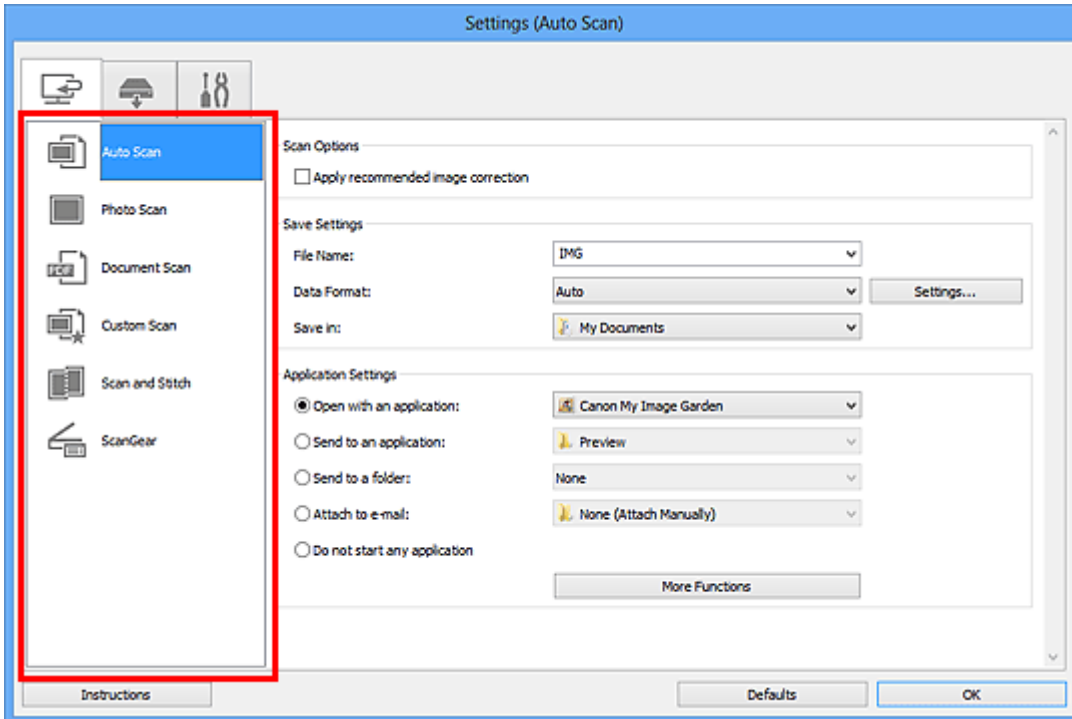 Settings (Auto Scan)
Auto Scan
Photo Scan
Document Scan
Custom Scan
Scan and Stitch
ScanGear
Scan Options
Apply recommended image correction
Save Settings
File Name: IMG
Data Format: Auto Settings...
Save in: My Documents
Application Settings
Open with an application: Canon My Image Garden
Send to an application: Preview
Send to a folder: None
Attach to e-mail: None (Attach Manually)
Do not start any application
More Functions
Instructions Defaults OK